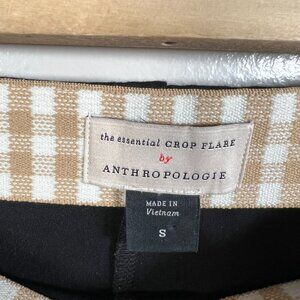 the essential CROP FLARE
by
ANTHROPOLOGIE
MADE IN
Vietnam
S